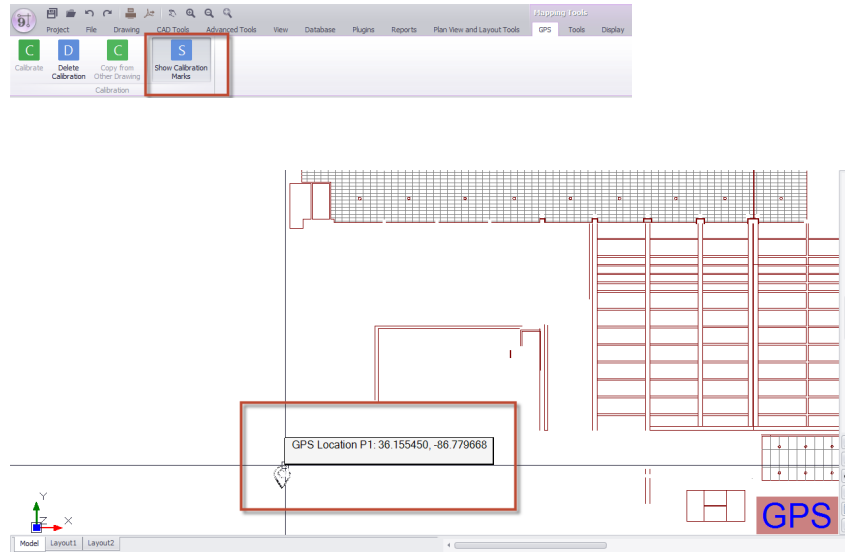 9!
Mapping Tools
Project File Drawing CAD Tools Advanced Tools View Database Plugins Reports Plan View and Layout Tools GPS Tools Display
C D C S
Calibrate Delete Calibration Copy from Other Drawing Show Calibration Marks
Calibration
GPS Location P1: 36.155450, -86.779668
Y
Z X
GPS
Model Layout1 Layout2